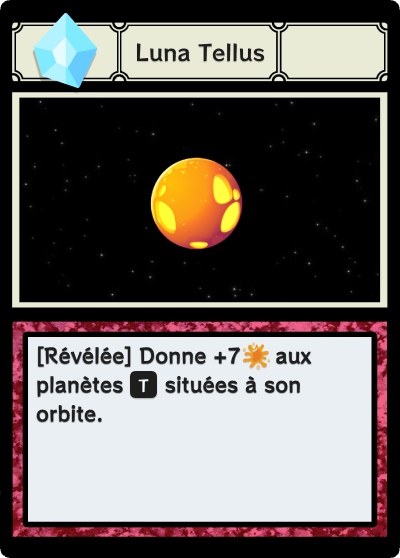 Luna Tellus
[Révélée] Donne +7 aux
planètes T situées à son
orbite.